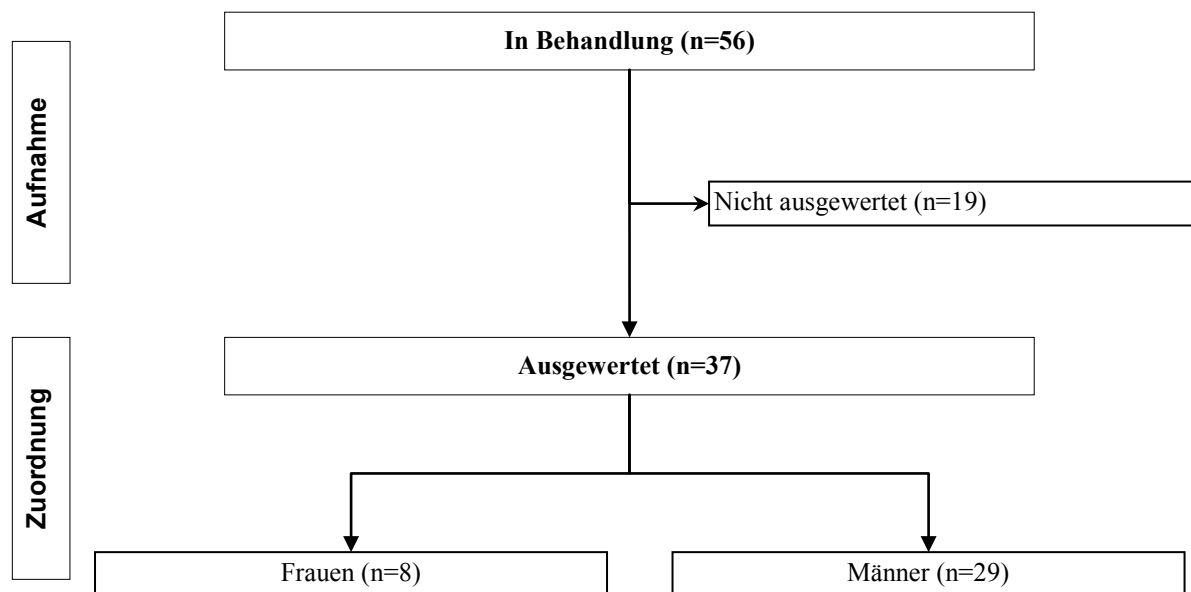 In Behandlung (n=56)
Aufnahme
Nicht ausgewertet (n=19)
Ausgewertet (n=37)
Zuordnung
Frauen (n=8)
Männer (n=29)